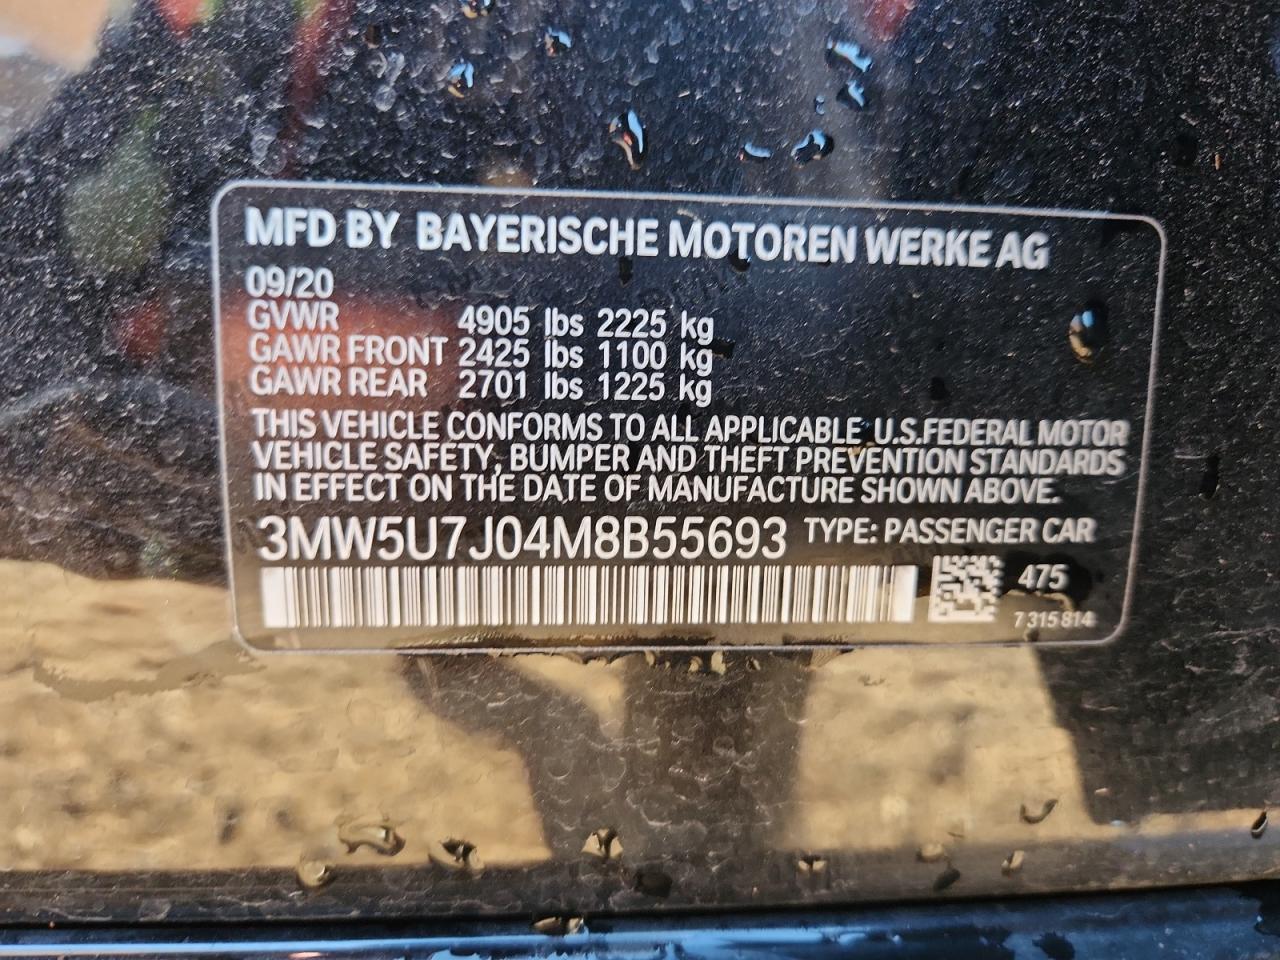 MFD BY BAYERISCHE MOTOREN WERKE AG
09/20
GVWR 4905 lbs 2225 kg
GAWR FRONT 2425 lbs 1100 kg
GAWR REAR 2701 lbs 1225 kg
THIS VEHICLE CONFORMS TO ALL APPLICABLE U.S.FEDERAL MOTOR
VEHICLE SAFETY, BUMPER AND THEFT PREVENTION STANDARDS
IN EFFECT ON THE DATE OF MANUFACTURE SHOWN ABOVE.
3MW5U7J04M8B55693 TYPE: PASSENGER CAR
475
7 315 814